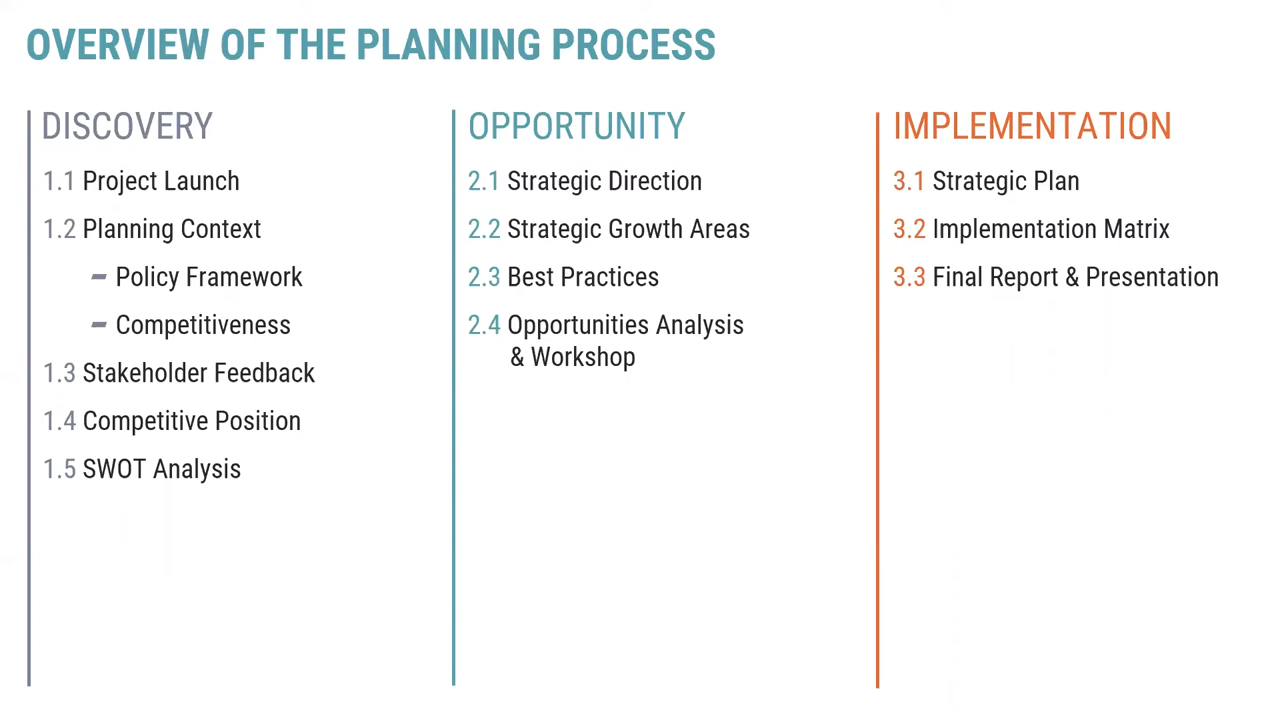 OVERVIEW OF THE PLANNING PROCESS
DISCOVERY
1.1 Project Launch
1.2 Planning Context
– Policy Framework
– Competitiveness
1.3 Stakeholder Feedback
1.4 Competitive Position
1.5 SWOT Analysis
OPPORTUNITY
2.1 Strategic Direction
2.2 Strategic Growth Areas
2.3 Best Practices
2.4 Opportunities Analysis
& Workshop
IMPLEMENTATION
3.1 Strategic Plan
3.2 Implementation Matrix
3.3 Final Report & Presentation